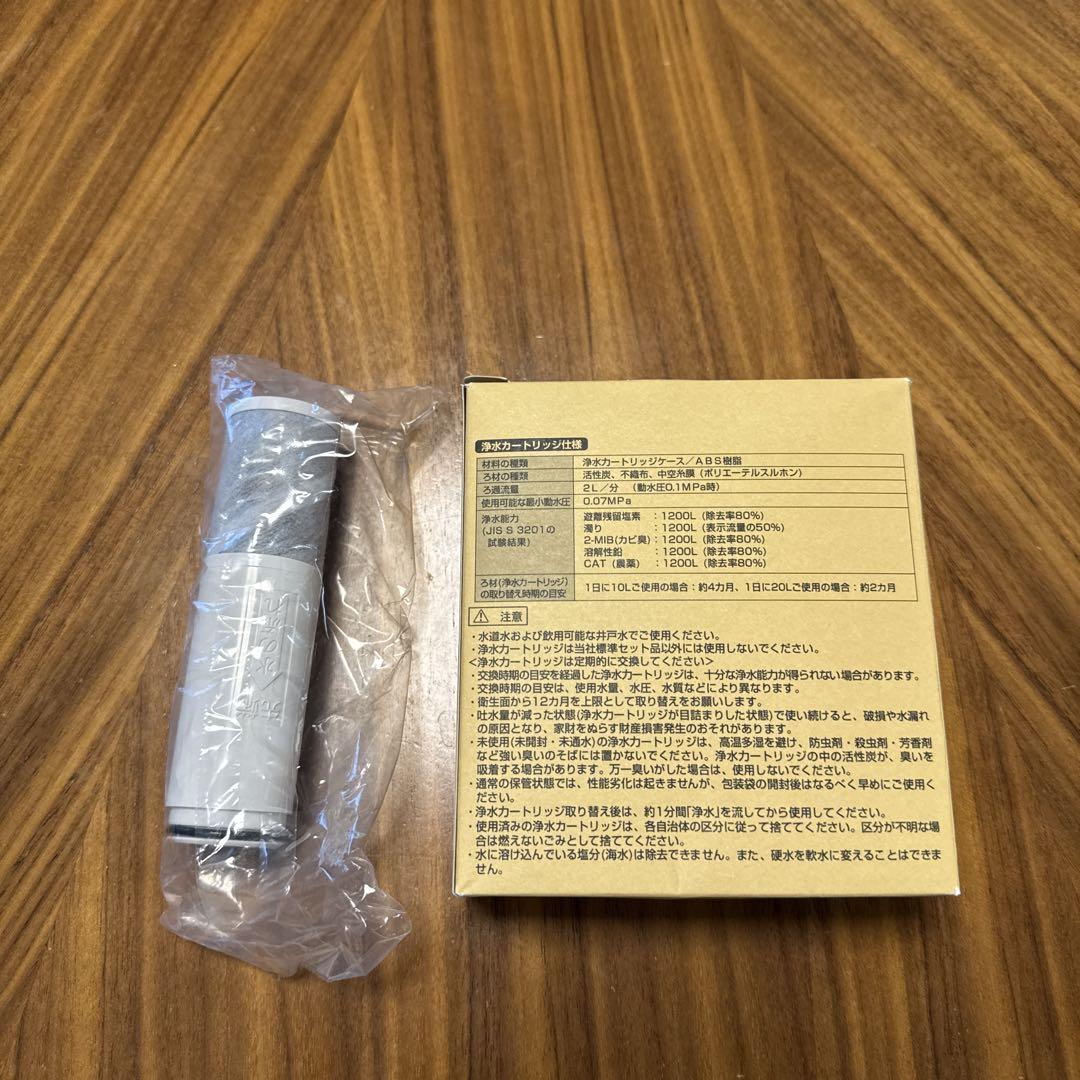 浄水カートリッジ仕様
材料の種類 浄水カートリッジケース／ABS樹脂
ろ材の種類 活性炭、不織布、中空糸膜（ポリエーテルスルホン）
ろ過流量 2L／分 （動水圧0.1MPa時）
使用可能な最小動水圧 0.07MPa
浄水能力
(JIS S 3201の
試験結果)
遊離残留塩素 ：1200L（除去率80%）
濁り ：1200L（表示流量の50%）
2-MIB(カビ臭)：1200L（除去率80%）
溶解性鉛 ：1200L（除去率80%）
CAT（農薬） ：1200L（除去率80%）
ろ材(浄水カートリッジ)
の取り替え時期の目安
1日に10Lご使用の場合：約4カ月、1日に20Lご使用の場合：約2カ月
注意
・水道水および飲用可能な井戸水でご使用ください。
・浄水カートリッジは当社標準セット品以外には使用しないでください。
＜浄水カートリッジは定期的に交換してください＞
・交換時期の目安を経過した浄水カートリッジは、十分な浄水能力が得られない場合があります。
・交換時期の目安は、使用水量、水圧、水質などにより異なります。
・衛生面から12カ月を上限として取り替えをお願いします。
・吐水量が減った状態(浄水カートリッジが目詰まりした状態)で使い続けると、破損や水漏れ
の原因となり、家財をぬらす財産損害発生のおそれがあります。
・未使用(未開封・未通水)の浄水カートリッジは、高温多湿を避け、防虫剤・殺虫剤・芳香剤
など強い臭いのそばには置かないでください。浄水カートリッジの中の活性炭が、臭いを
吸着する場合があります。万一臭いがした場合は、使用しないでください。
・通常の保管状態では、性能劣化は起きませんが、包装袋の開封後はなるべく早めにご使用く
ださい。
・浄水カートリッジ取り替え後は、約1分間「浄水」を流してから使用してください。
・使用済みの浄水カートリッジは、各自治体の区分に従って捨ててください。区分が不明な場
合は燃えないごみとして捨ててください。
・水に溶け込んでいる塩分(海水)は除去できません。また、硬水を軟水に変えることはできま
せん。